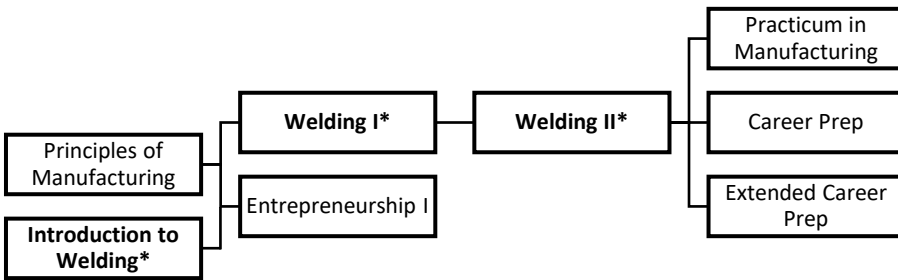 Principles of
Manufacturing
Introduction to
Welding*
Welding I*
Entrepreneurship I
Welding II*
Practicum in
Manufacturing
Career Prep
Extended Career
Prep